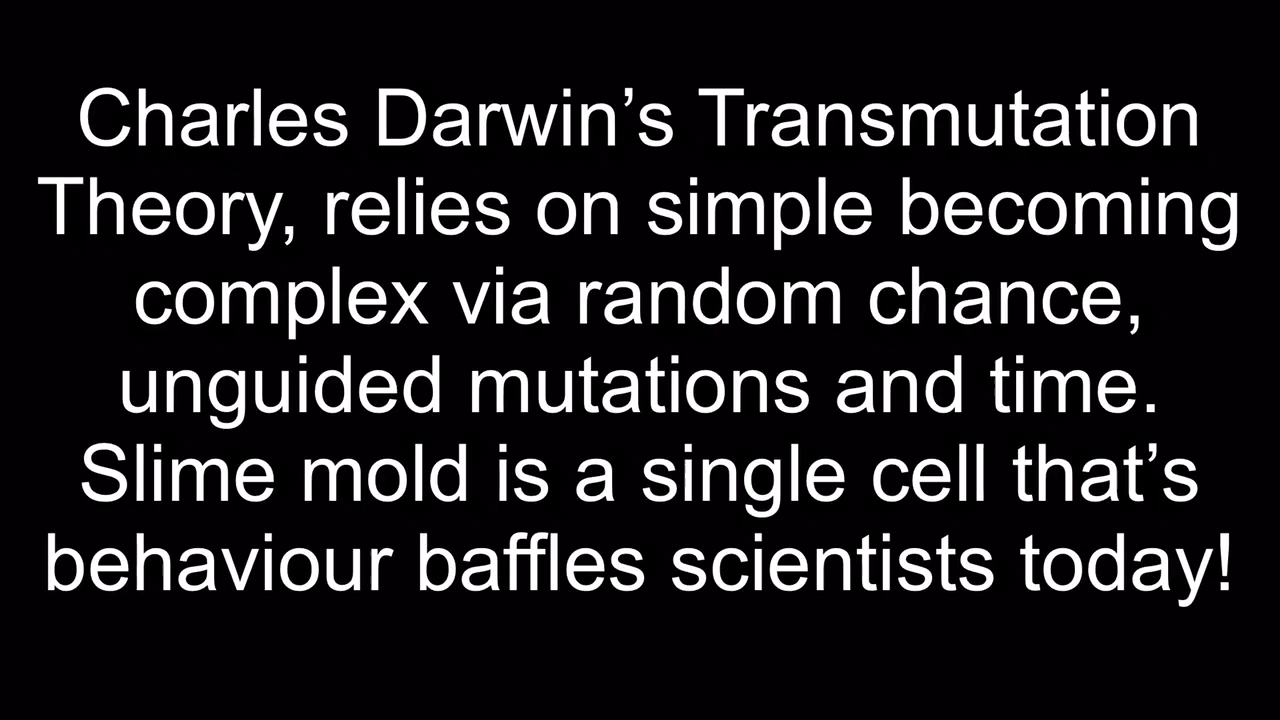 Charles Darwin’s Transmutation
Theory, relies on simple becoming
complex via random chance,
unguided mutations and time.
Slime mold is a single cell that’s
behaviour baffles scientists today!